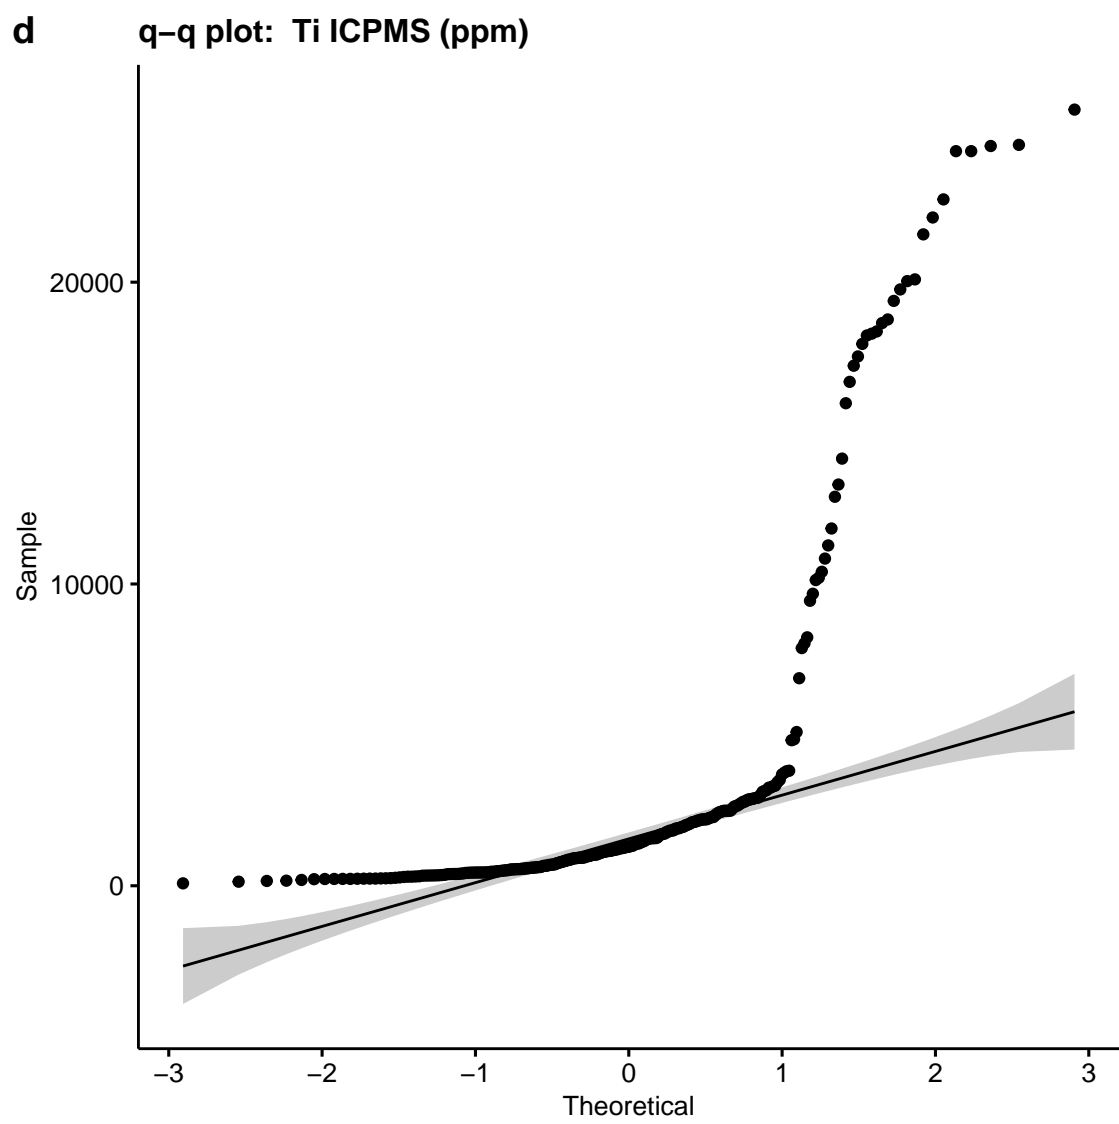 d
q−q plot:  Ti ICPMS (ppm)
20000
10000
0
Sample
−3 −2 −1 0 1 2 3
Theoretical